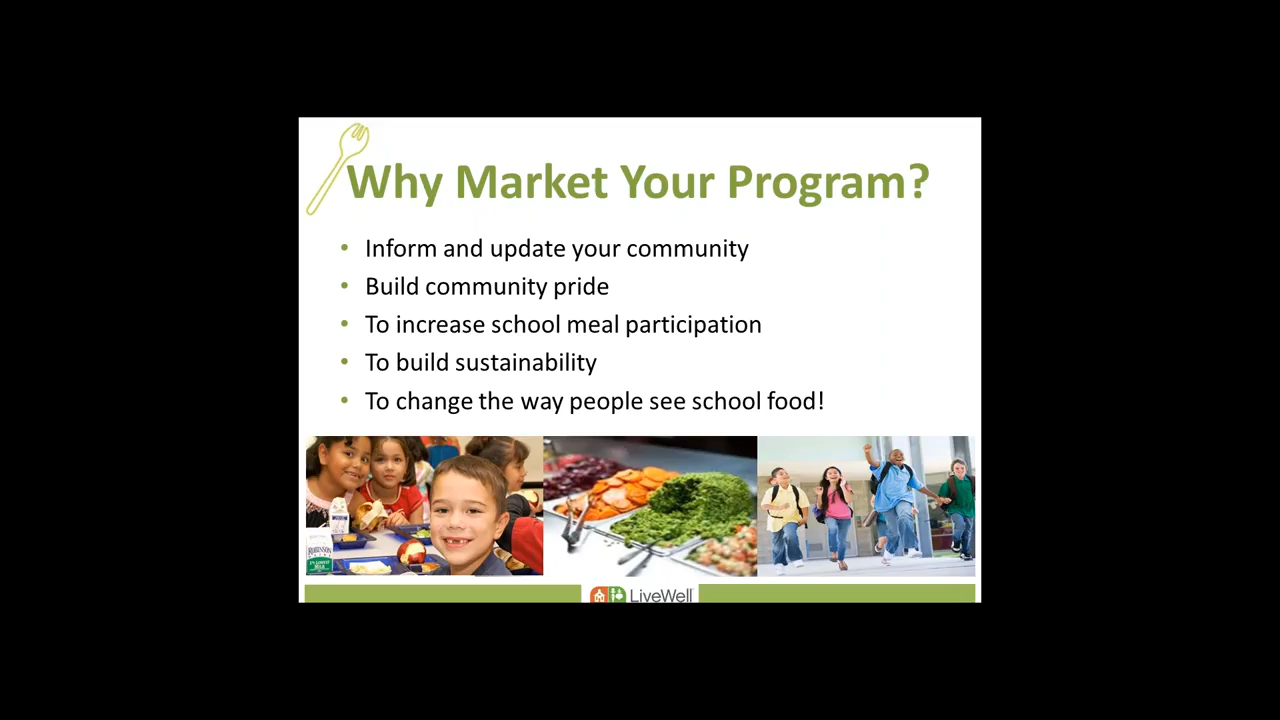 Why Market Your Program?
• Inform and update your community
• Build community pride
• To increase school meal participation
• To build sustainability
• To change the way people see school food!
ROBINSON
LiveWell